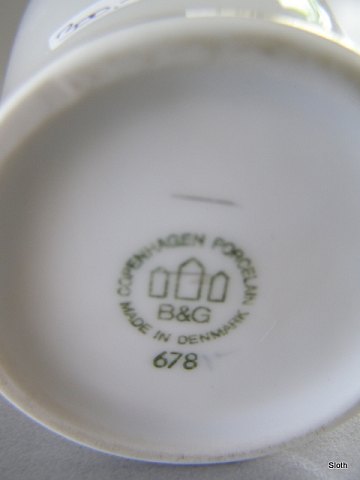 COPENHAGEN PORCELAIN
B&G
MADE IN DENMARK
678
Sloth